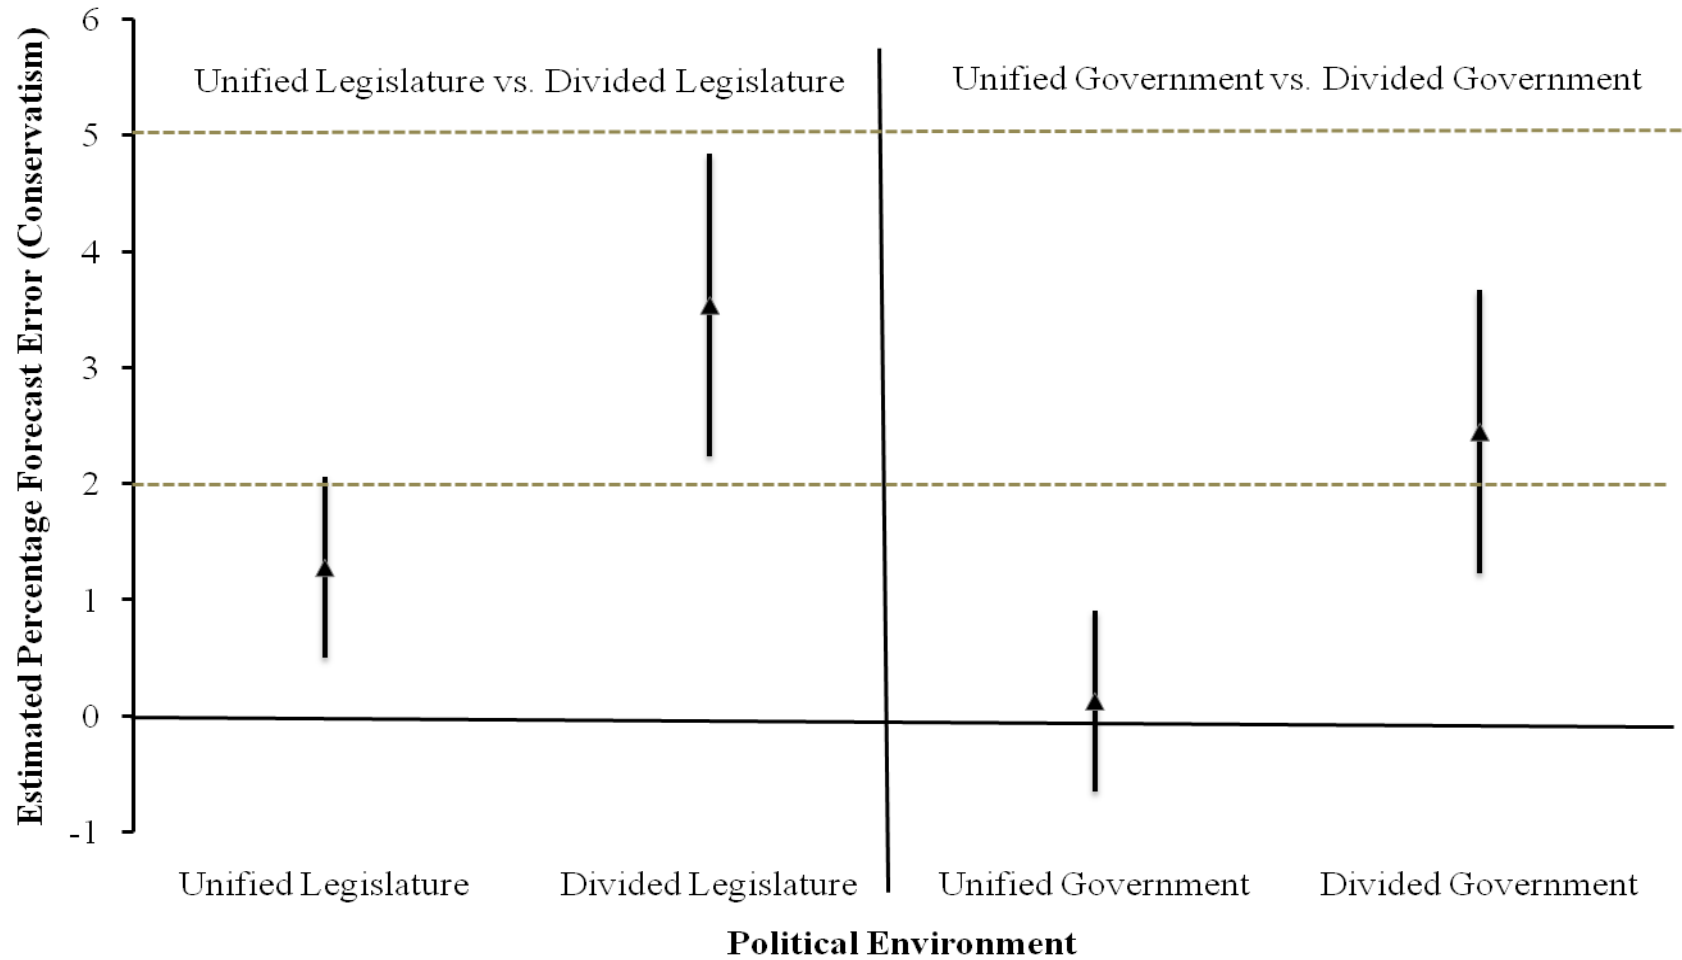 Estimated Percentage Forecast Error (Conservatism)
6
5
4
3
2
1
0
-1
Unified Legislature vs. Divided Legislature
Unified Government vs. Divided Government
Unified Legislature
Divided Legislature
Unified Government
Divided Government
Political Environment